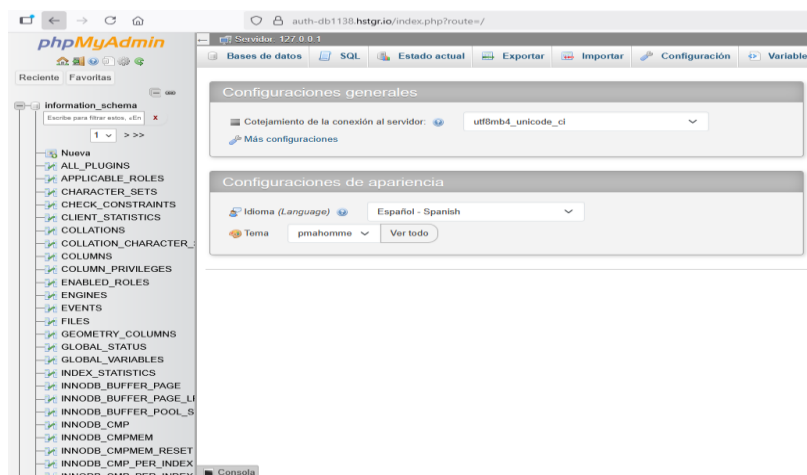 auth-db1138.hstgr.io/index.php?route=/
phpMyAdmin
Reciente Favoritas
information_schema
Escribe para filtrar estos, «En X
1 > >>
Nueva
ALL_PLUGINS
APPLICABLE_ROLES
CHARACTER_SETS
CHECK_CONSTRAINTS
CLIENT_STATISTICS
COLLATIONS
COLLATION_CHARACTER_
COLUMNS
COLUMN_PRIVILEGES
ENABLED_ROLES
ENGINES
EVENTS
FILES
GEOMETRY_COLUMNS
GLOBAL_STATUS
GLOBAL_VARIABLES
INDEX_STATISTICS
INNODB_BUFFER_PAGE
INNODB_BUFFER_PAGE_L
INNODB_BUFFER_POOL_S
INNODB_CMP
INNODB_CMPMEM
INNODB_CMPMEM_RESET
INNODB_CMP_PER_INDEX
INNODB_CMP_PER_INDEX
Servidor: 127.0.0.1
Bases de datos SQL Estado actual Exportar Importar Configuración Variable
Configuraciones generales
Cotejamiento de la conexión al servidor: utf8mb4_unicode_ci
Más configuraciones
Configuraciones de apariencia
Idioma (Language) Español - Spanish
Tema pmahomme Ver todo
Consola